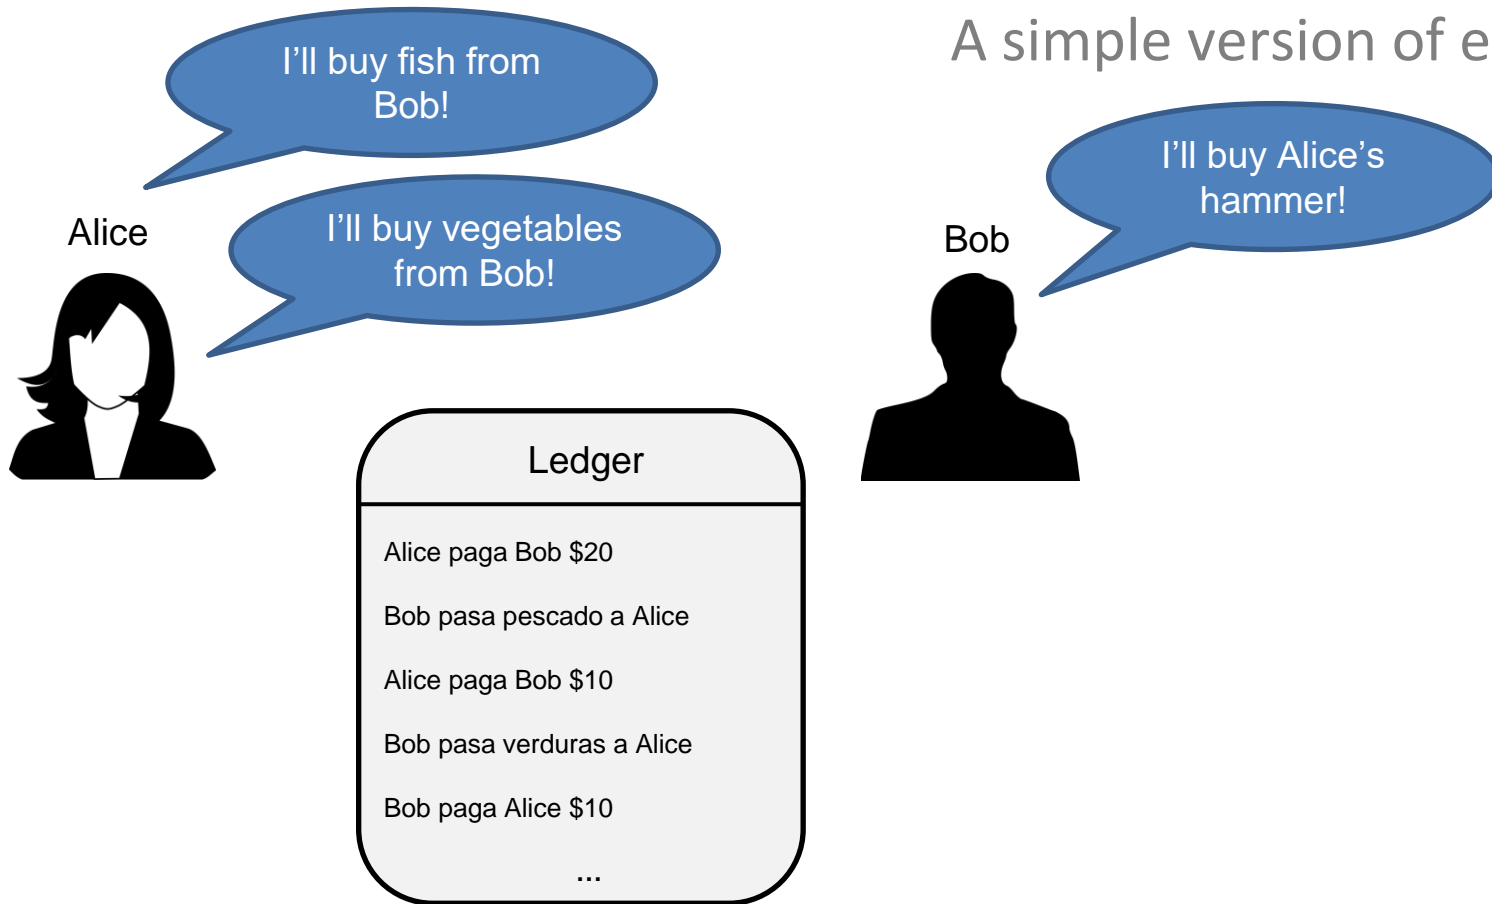 A simple version of e
I’ll buy fish from
Bob!
I’ll buy Alice’s
hammer!
Alice
I’ll buy vegetables
from Bob!
Bob
Ledger
Alice paga Bob $20
Bob pasa pescado a Alice
Alice paga Bob $10
Bob pasa verduras a Alice
Bob paga Alice $10
...